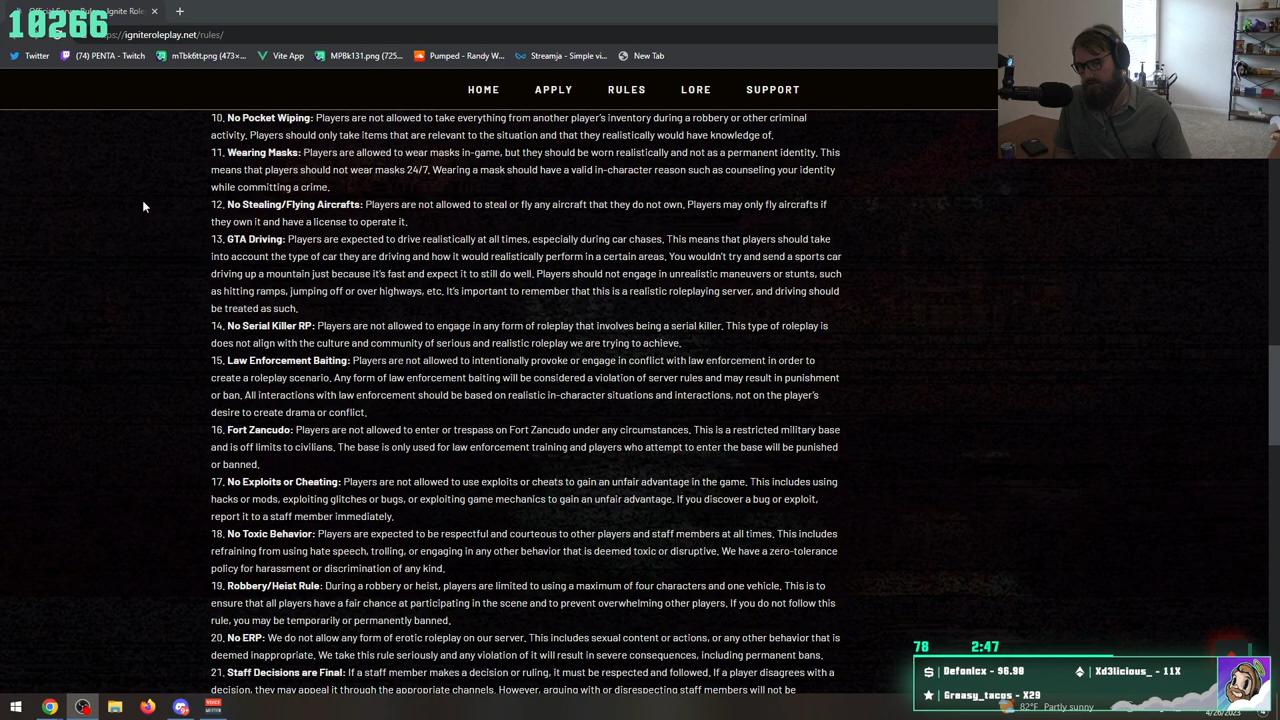 10266
Official Server Rules - Ignite Role
https://igniteroleplay.net/rules/
Twitter
(74) PENTA - Twitch
mTbk6tt.png (473×...
Vite App
MPBk131.png (725...
Pumped - Randy W...
Streamja - Simple vi...
New Tab
HOME
APPLY
RULES
LORE
SUPPORT
10. No Pocket Wiping: Players are not allowed to take everything from another player's inventory during a robbery or other criminal
activity. Players should only take items that are relevant to the situation and that they realistically would have knowledge of.
11. Wearing Masks: Players are allowed to wear masks in-game, but they should be worn realistically and not as a permanent identity. This
means that players should not wear masks 24/7. Wearing a mask should have a valid in-character reason such as counseling your identity
while committing a crime.
12. No Stealing/Flying Aircrafts: Players are not allowed to steal or fly any aircraft that they do not own. Players may only fly aircrafts if
they own it and have a license to operate it.
13. GTA Driving: Players are expected to drive realistically at all times, especially during car chases. This means that players should take
into account the type of car they are driving and how it would realistically perform in a certain areas. You wouldn't try and send a sports car
driving up a mountain just because it's fast and expect it to still do well. Players should not engage in unrealistic maneuvers or stunts, such
as hitting ramps, jumping off or over highways, etc. It's important to remember that this is a realistic roleplaying server, and driving should
be treated as such.
14. No Serial Killer RP: Players are not allowed to engage in any form of roleplay that involves being a serial killer. This type of roleplay is
does not align with the culture and community of serious and realistic roleplay we are trying to achieve.
15. Law Enforcement Baiting: Players are not allowed to intentionally provoke or engage in conflict with law enforcement in order to
create a roleplay scenario. Any form of law enforcement baiting will be considered a violation of server rules and may result in punishment
or ban. All interactions with law enforcement should be based on realistic in-character situations and interactions, not on the player's
desire to create drama or conflict.
16. Fort Zancudo: Players are not allowed to enter or trespass on Fort Zancudo under any circumstances. This is a restricted military base
and is off limits to civilians. The base is only used for law enforcement training and players who attempt to enter the base will be punished
or banned.
17. No Exploits or Cheating: Players are not allowed to use exploits or cheats to gain an unfair advantage in the game. This includes using
hacks or mods, exploiting glitches or bugs, or exploiting game mechanics to gain an unfair advantage. If you discover a bug or exploit,
report it to a staff member immediately.
18. No Toxic Behavior: Players are expected to be respectful and courteous to other players and staff members at all times. This includes
refraining from using hate speech, trolling, or engaging in any other behavior that is deemed toxic or disruptive. We have a zero-tolerance
policy for harassment or discrimination of any kind.
19. Robbery/Heist Rule: During a robbery or heist, players are limited to using a maximum of four characters and one vehicle. This is to
ensure that all players have a fair chance at participating in the scene and to prevent overwhelming other players. If you do not follow this
rule, you may be temporarily or permanently banned.
20. No ERP: We do not allow any form of erotic roleplay on our server. This includes sexual content or actions, or any other behavior that is
deemed inappropriate. We take this rule seriously and any violation of it will result in severe consequences, including permanent bans.
21. Staff Decisions are Final: If a staff member makes a decision or ruling, it must be respected and followed. If a player disagrees with a
decision, they may appeal it through the appropriate channels. However, arguing with or disrespecting staff members will not be
78
2:47
Defonicx - 96.90
Xd3licious_ - 11X
Greasy_tacos - X29
82°F Partly sunny
4/26/2023